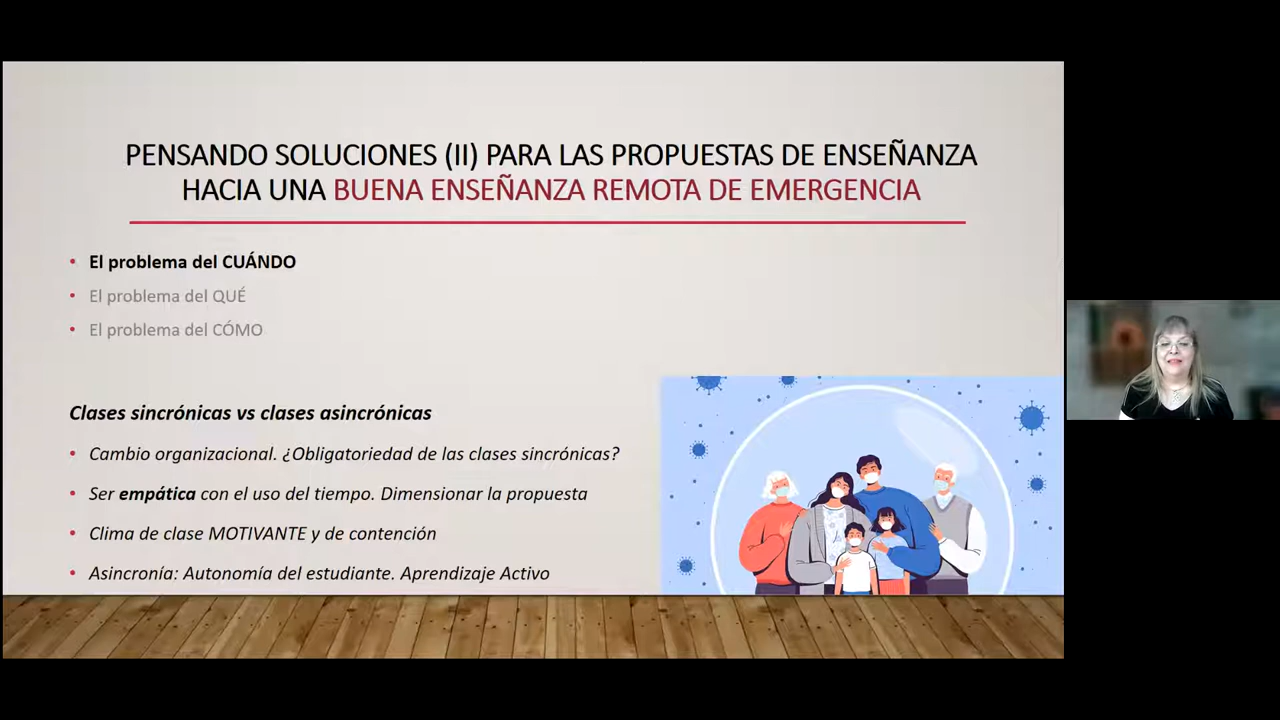 PENSANDO SOLUCIONES (II) PARA LAS PROPUESTAS DE ENSEÑANZA
HACIA UNA BUENA ENSEÑANZA REMOTA DE EMERGENCIA
• El problema del CUÁNDO
• El problema del QUÉ
• El problema del CÓMO
Clases sincrónicas vs clases asincrónicas
• Cambio organizacional. ¿Obligatoriedad de las clases sincrónicas?
• Ser empática con el uso del tiempo. Dimensionar la propuesta
• Clima de clase MOTIVANTE y de contención
• Asincronía: Autonomía del estudiante. Aprendizaje Activo